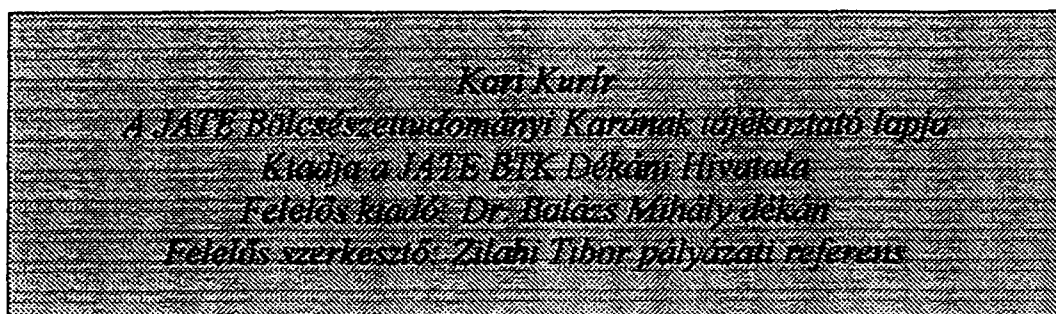 Kari Kurír
A JATE Bölcsészettudományi Karának tájékoztató lapja
Kiadja a JATE BTK Dékáni Hivatala
Felelős kiadó: Dr. Balázs Mihály dékán
Felelős szerkesztő: Zilahi Tibor pályázati referens